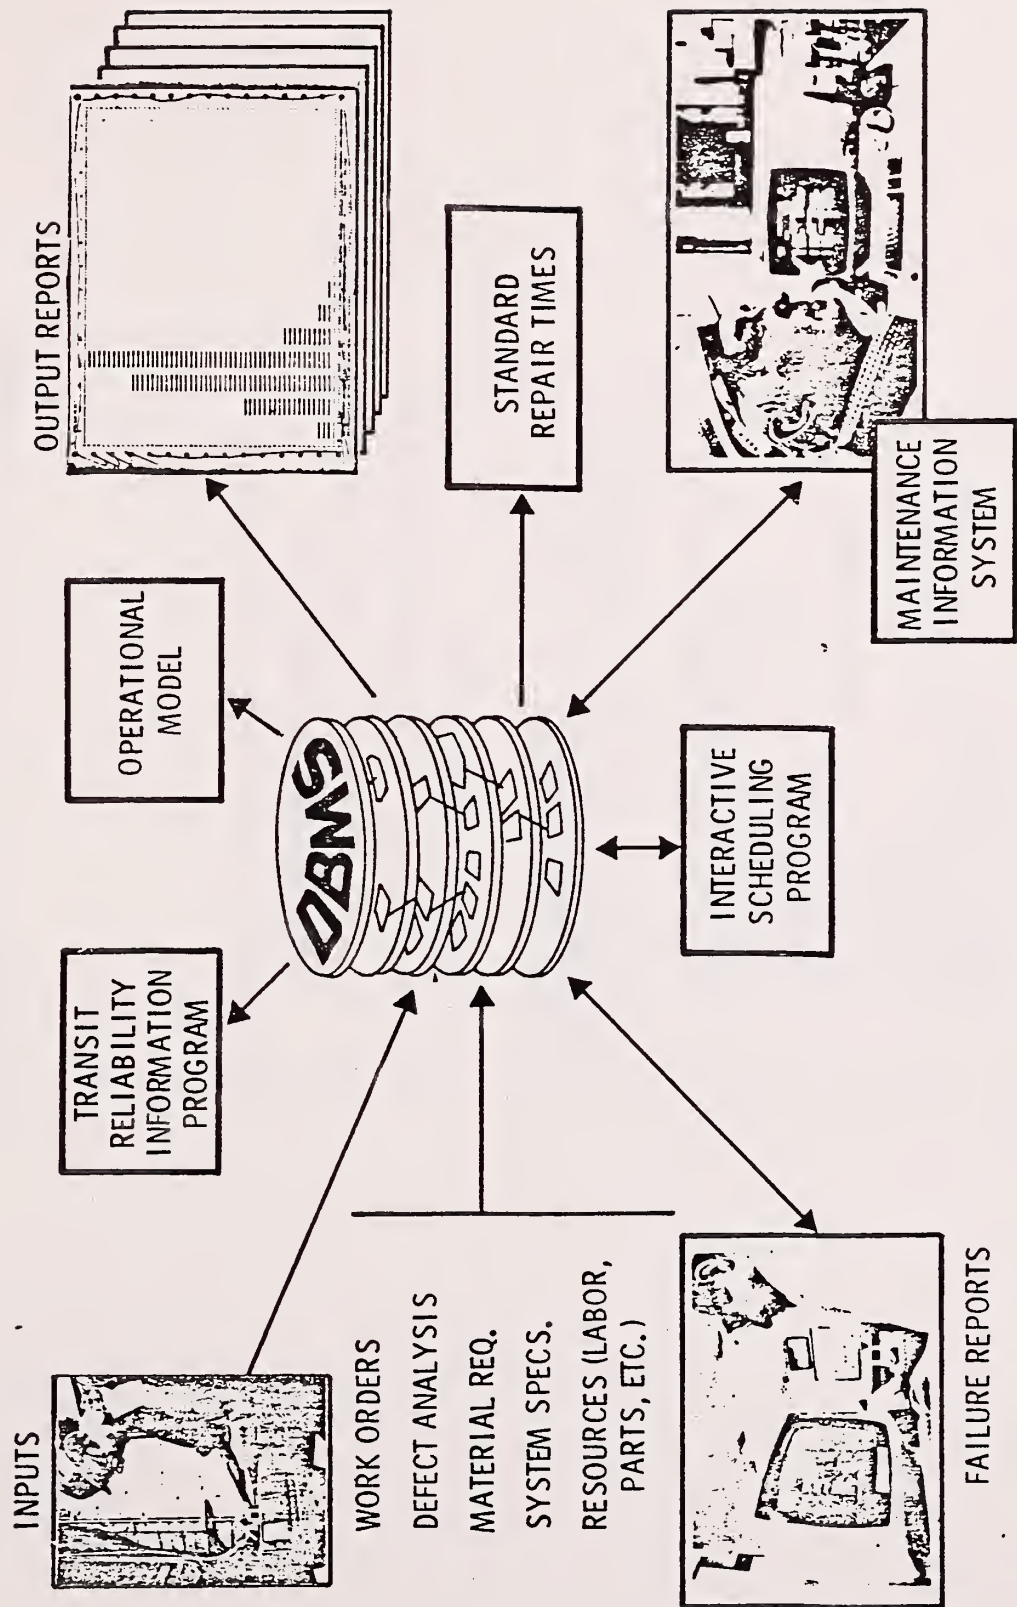 INPUTS
WORK ORDERS
DEFECT ANALYSIS
MATERIAL REQ.
SYSTEM SPECS.
RESOURCES (LABOR,
PARTS, ETC.)
FAILURE REPORTS
TRANSIT
RELIABILITY
INFORMATION
PROGRAM
OPERATIONAL
MODEL
DBMS
INTERACTIVE
SCHEDULING
PROGRAM
OUTPUT REPORTS
STANDARD
REPAIR TIMES
MAINTENANCE
INFORMATION
SYSTEM